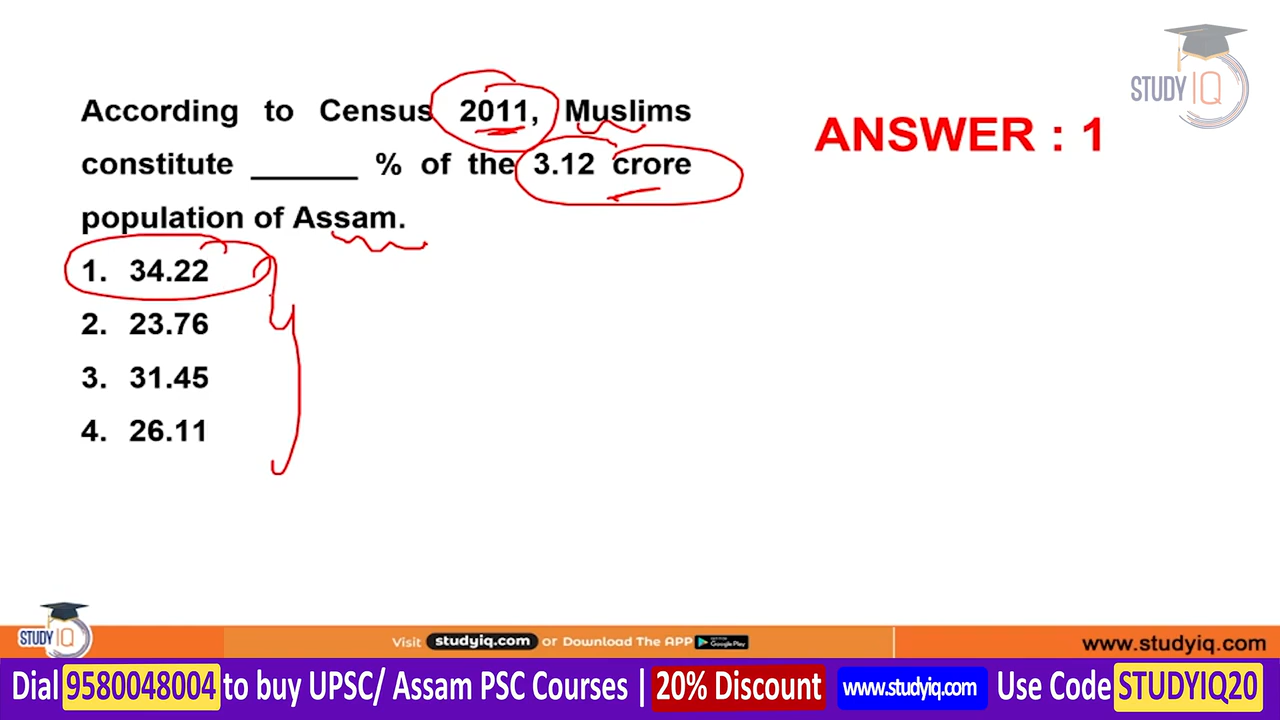 According to Census 2011, Muslims
constitute ______ % of the 3.12 crore
population of Assam.
1. 34.22
2. 23.76
3. 31.45
4. 26.11
ANSWER : 1
STUDY IQ
STUDY IQ
Visit studyiq.com or Download The APP Google Play
www.studyiq.com
Dial 9580048004 to buy UPSC/ Assam PSC Courses | 20% Discount www.studyiq.com Use Code STUDYIQ20